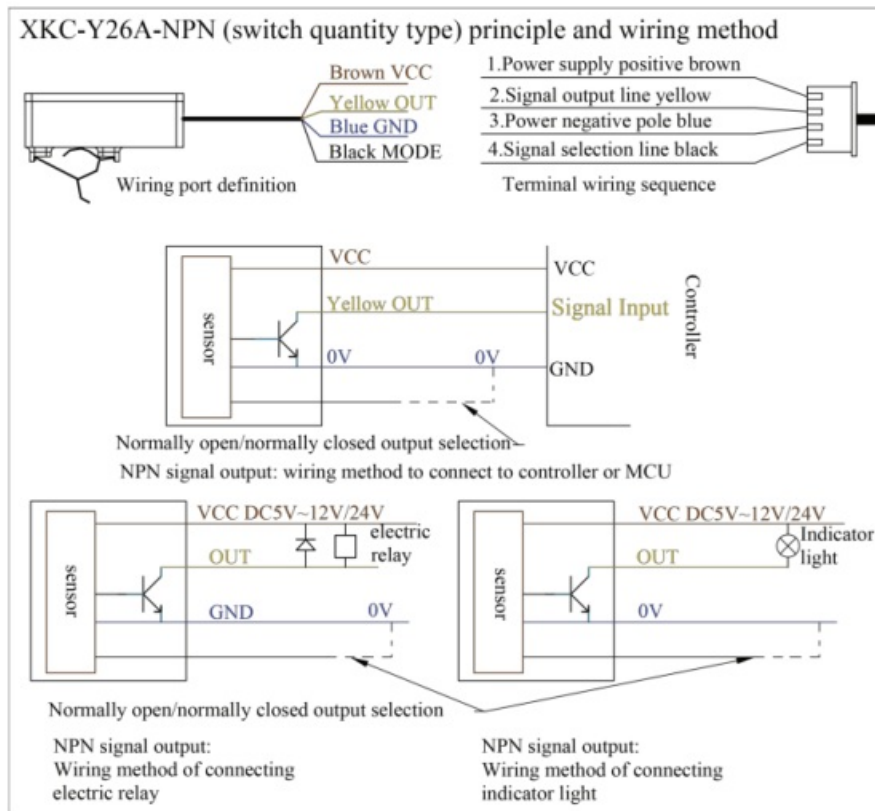 XKC-Y26A-NPN (switch quantity type) principle and wiring method
Brown VCC
Yellow OUT
Blue GND
Black MODE
Wiring port definition
1.Power supply positive brown
2.Signal output line yellow
3.Power negative pole blue
4.Signal selection line black
Terminal wiring sequence
sensor
VCC
Yellow OUT
0V
0V
VCC
Signal Input
GND
Controller
Normally open/normally closed output selection
NPN signal output: wiring method to connect to controller or MCU
sensor
VCC DC5V~12V/24V
electric
relay
OUT
GND
0V
sensor
VCC DC5V~12V/24V
Indicator
light
OUT
0V
Normally open/normally closed output selection
NPN signal output:
Wiring method of connecting
electric relay
NPN signal output:
Wiring method of connecting
indicator light